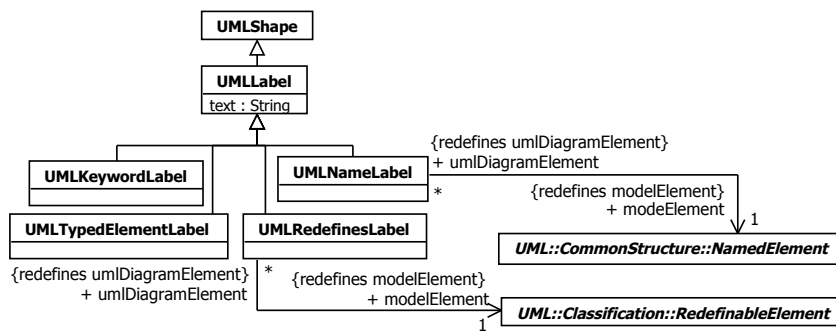 UMLShape
UMLLabel
text : String
{redefines umlDiagramElement}
+ umlDiagramElement
UMLKeywordLabel
UMLNameLabel
*
{redefines modelElement}
+ modeElement
1
UMLTypedElementLabel
UMLRedefinesLabel
UML::CommonStructure::NamedElement
{redefines umlDiagramElement}
+ umlDiagramElement
*
{redefines modelElement}
+ modelElement
1
UML::Classification::RedefinableElement